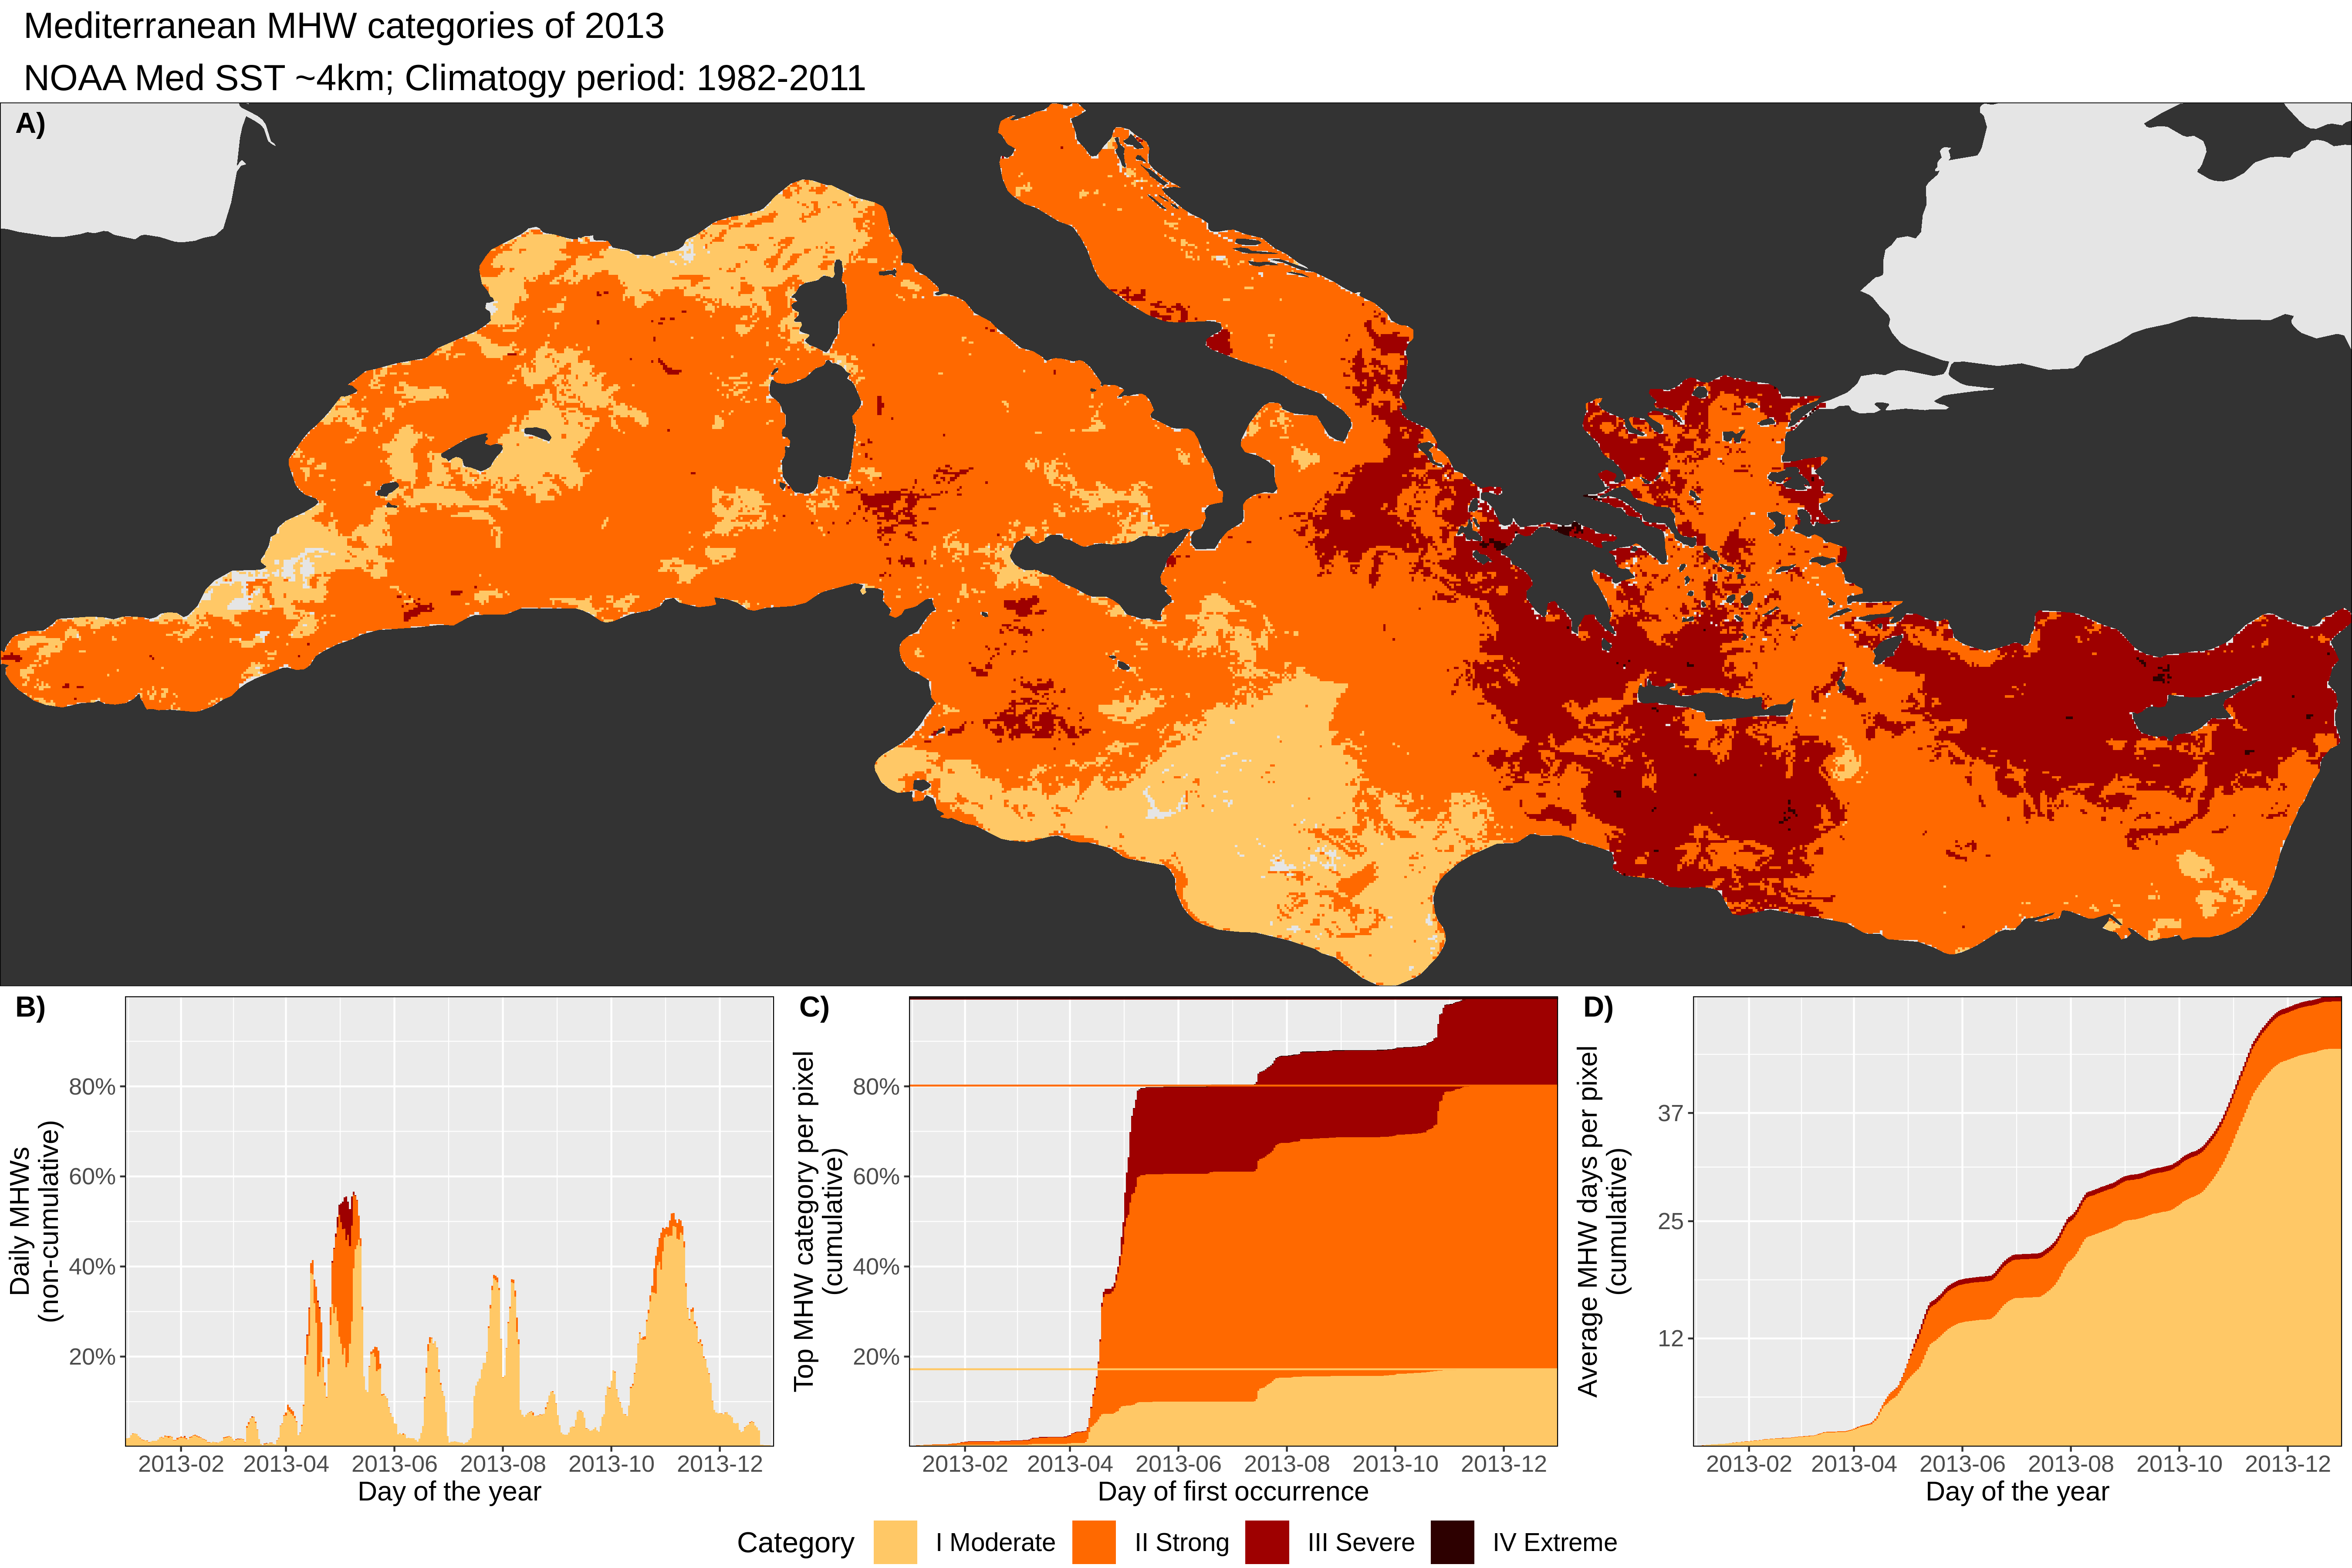 Mediterranean MHW categories of 2013
NOAA Med SST ~4km; Climatogy period: 1982-2011
A)
B)
Daily MHWs
(non-cumulative)
80%
60%
40%
20%
2013-02 2013-04 2013-06 2013-08 2013-10 2013-12
Day of the year
C)
Top MHW category per pixel
(cumulative)
80%
60%
40%
20%
2013-02 2013-04 2013-06 2013-08 2013-10 2013-12
Day of first occurrence
D)
Average MHW days per pixel
(cumulative)
37
25
12
2013-02 2013-04 2013-06 2013-08 2013-10 2013-12
Day of the year
Category I Moderate II Strong III Severe IV Extreme